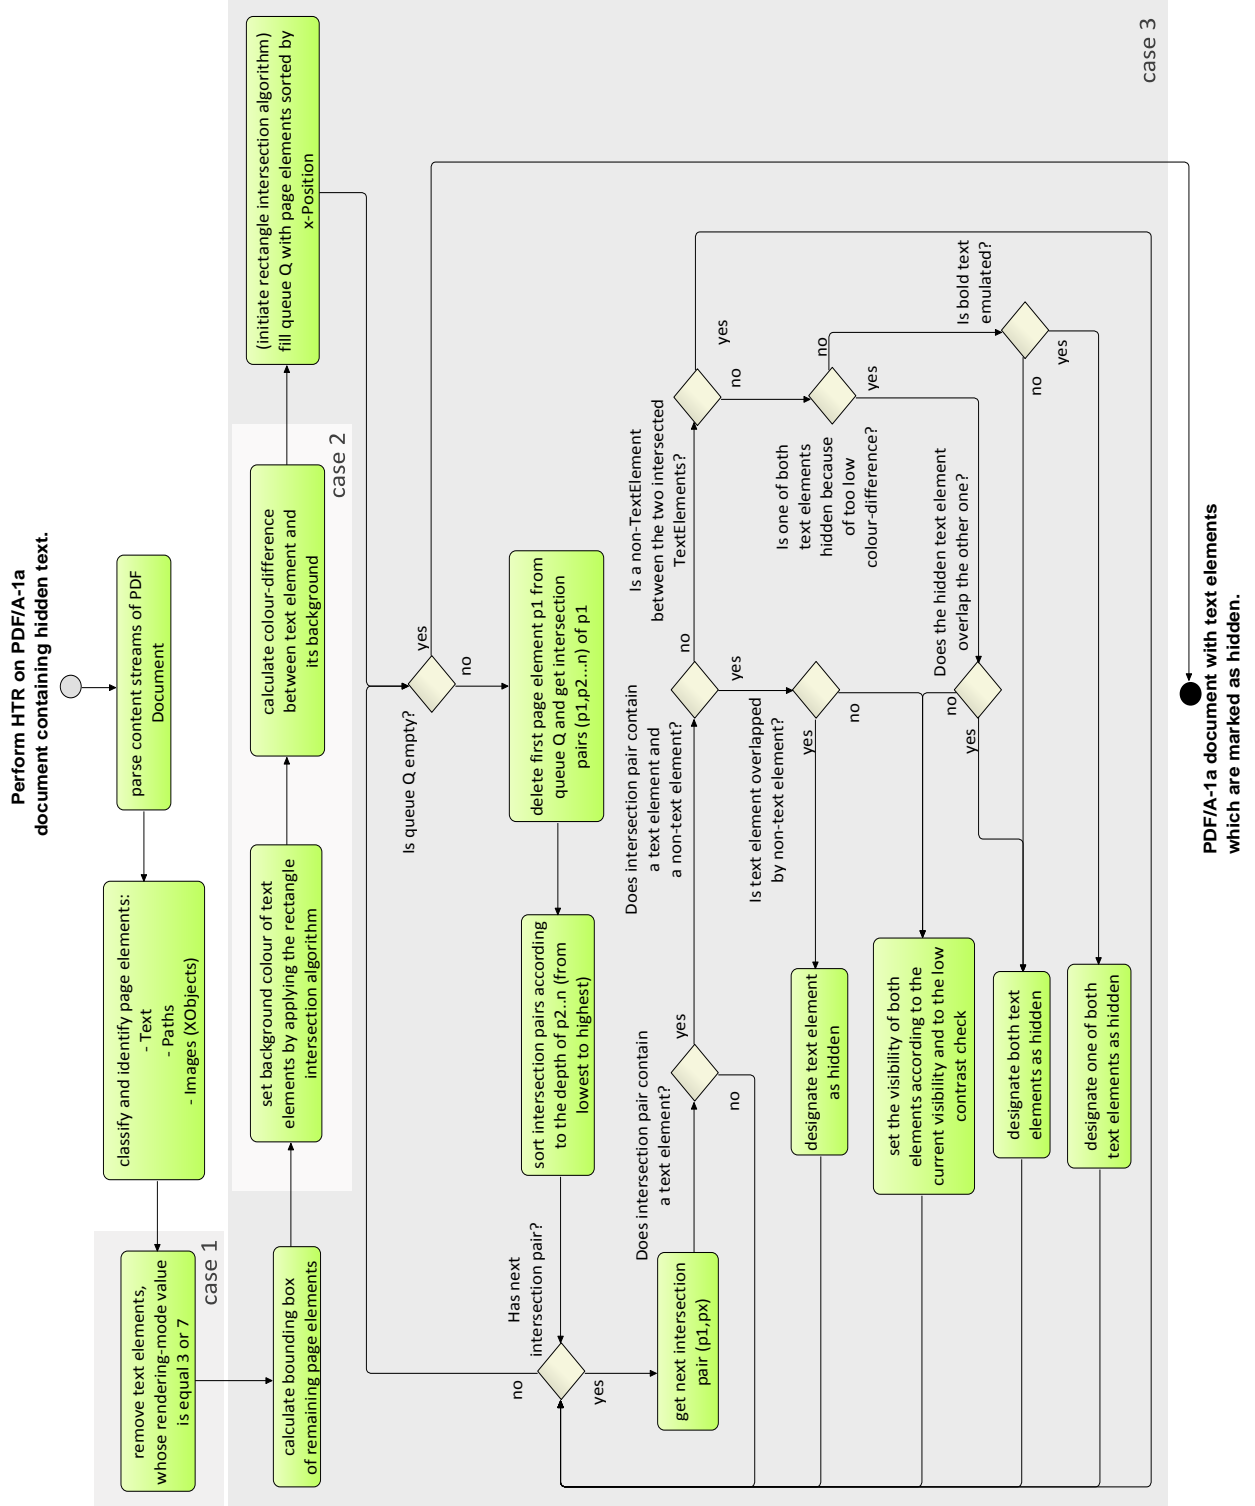 Perform HTR on PDF/A-1a
document containing hidden text.
parse content streams of PDF
Document
classify and identify page elements:
- Text
- Paths
- Images (XObjects)
remove text elements,
whose rendering-mode value
is equal 3 or 7
case 1
calculate bounding box
of remaining page elements
set background colour of text
elements by applying the rectangle
intersection algorithm
calculate colour-difference
between text element and
its background
case 2
(initiate rectangle intersection algorithm)
fill queue Q with page elements sorted by
x-Position
Is queue Q empty?
yes
no
delete first page element p1 from
queue Q and get intersection
pairs (p1,p2...n) of p1
sort intersection pairs according
to the depth of p2..n (from
lowest to highest)
Has next
intersection pair?
no
yes
get next intersection
pair (p1,px)
Does intersection pair contain
a text element?
yes
no
Does intersection pair contain
a text element and
a non-text element?
no
yes
Is text element overlapped
by non-text element?
yes
no
Is a non-TextElement
between the two intersected
TextElements?
yes
no
Is one of both
text elements
hidden because
of too low
colour-difference?
no
yes
Does the hidden text element
overlap the other one?
no
yes
Is bold text
emulated?
no
yes
designate text element
as hidden
set the visibility of both
elements according to the
current visibility and to the low
contrast check
designate both text
elements as hidden
designate one of both
text elements as hidden
case 3
PDF/A-1a document with text elements
which are marked as hidden.